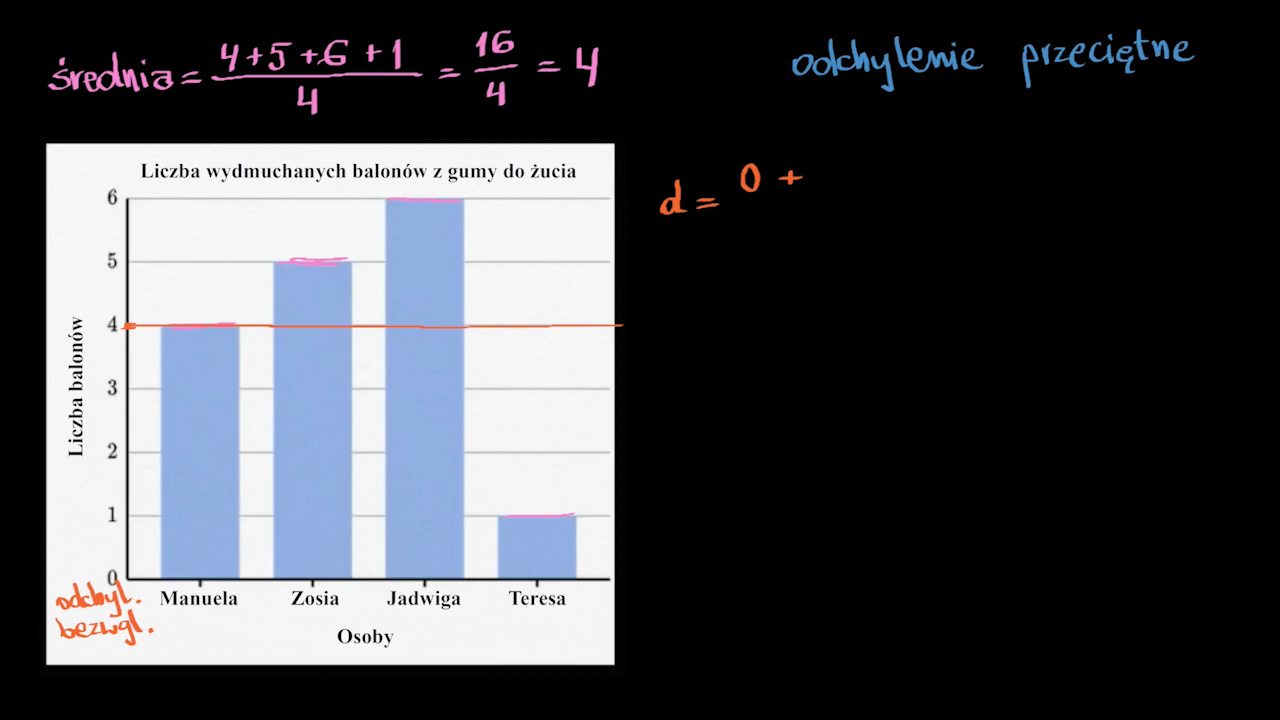 średnia = 4+5+6+1 / 4 = 16 / 4 = 4
odchylenie przeciętne
Liczba wydmuchanych balonów z gumy do żucia
d = 0 +
6
5
4
3
2
1
0
Liczba balonów
odchyl.
bezwgl.
Manuela Zosia Jadwiga Teresa
Osoby